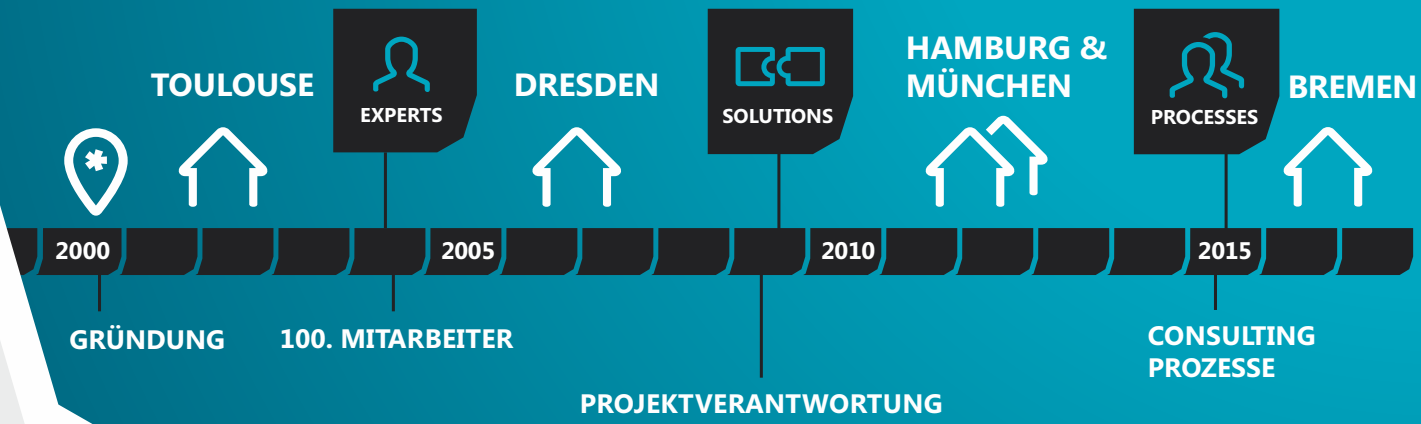 TOULOUSE
EXPERTS
DRESDEN
SOLUTIONS
HAMBURG &
MÜNCHEN
PROCESSES
BREMEN
2000
2005
2010
2015
GRÜNDUNG
100. MITARBEITER
PROJEKTVERANTWORTUNG
CONSULTING
PROZESSE